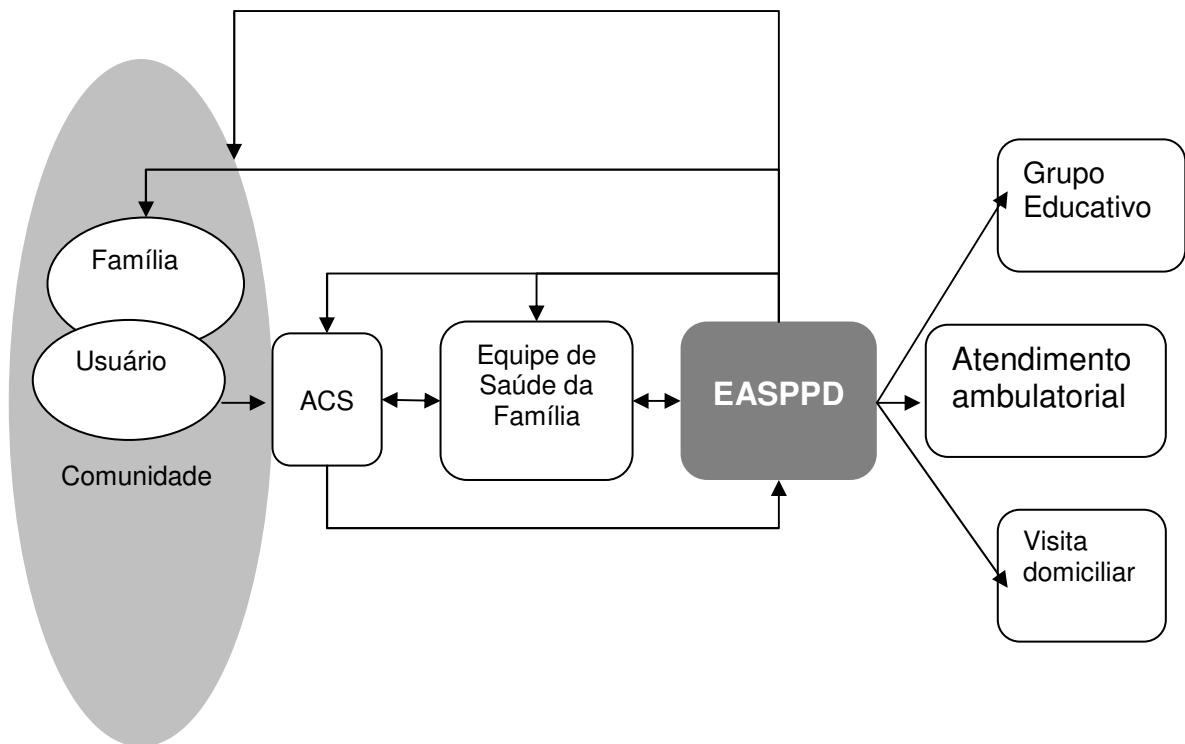 Família
Usuário
Comunidade
ACS
Equipe de
Saúde da
Família
EASPPD
Grupo
Educativo
Atendimento
ambulatorial
Visita
domiciliar